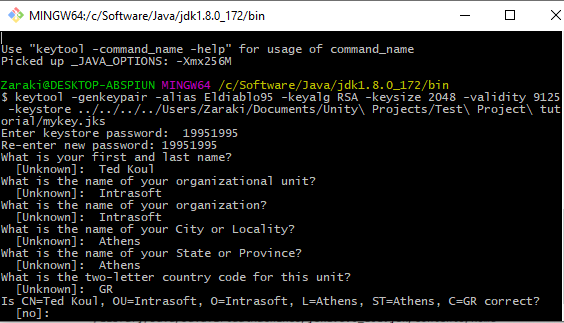 MINGW64:/c/Software/Java/jdk1.8.0_172/bin
Use "keytool -command_name -help" for usage of command_name
Picked up _JAVA_OPTIONS: -Xmx256M
Zaraki@DESKTOP-ABSPIUN MINGW64 /c/Software/Java/jdk1.8.0_172/bin
$ keytool -genkeypair -alias Eldiablo95 -keyalg RSA -keysize 2048 -validity 9125
-keystore ../../../../Users/Zaraki/Documents/Unity\ Projects/Test\ Project\ tut
orial/mykey.jks
Enter keystore password:  19951995
Re-enter new password: 19951995
What is your first and last name?
  [Unknown]:  Ted Koul
What is the name of your organizational unit?
  [Unknown]:  Intrasoft
What is the name of your organization?
  [Unknown]:  Intrasoft
What is the name of your City or Locality?
  [Unknown]:  Athens
What is the name of your State or Province?
  [Unknown]:  Athens
What is the two-letter country code for this unit?
  [Unknown]:  GR
Is CN=Ted Koul, OU=Intrasoft, O=Intrasoft, L=Athens, ST=Athens, C=GR correct?
  [no]: